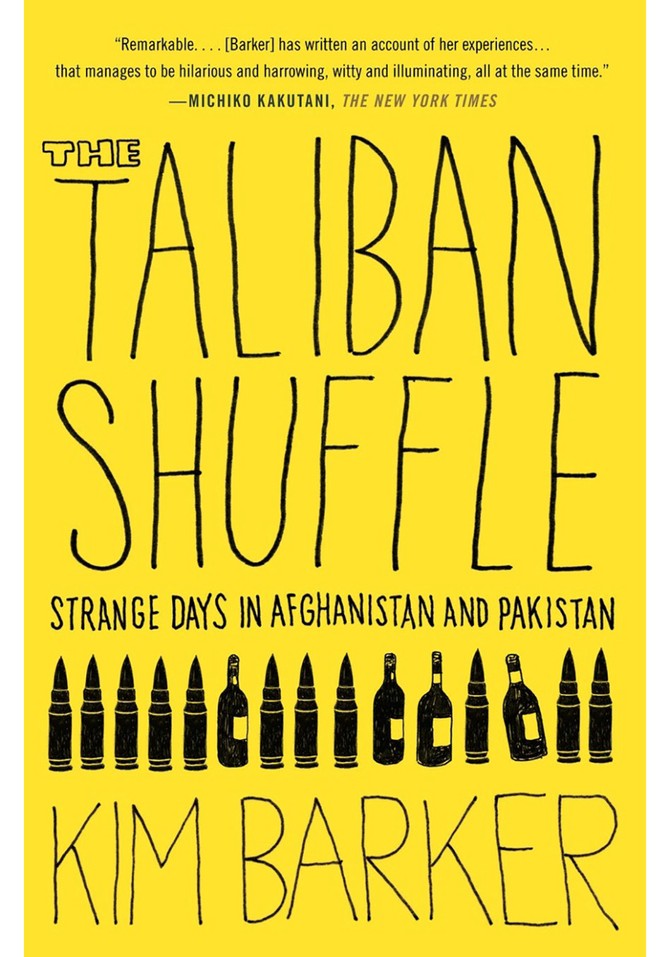 “Remarkable. . . . [Barker] has written an account of her experiences...
that manages to be hilarious and harrowing, witty and illuminating, all at the same time.”
—MICHIKO KAKUTANI, THE NEW YORK TIMES
THE
TALIBAN
SHUFFLE
STRANGE DAYS IN AFGHANISTAN AND PAKISTAN
KIM BARKER